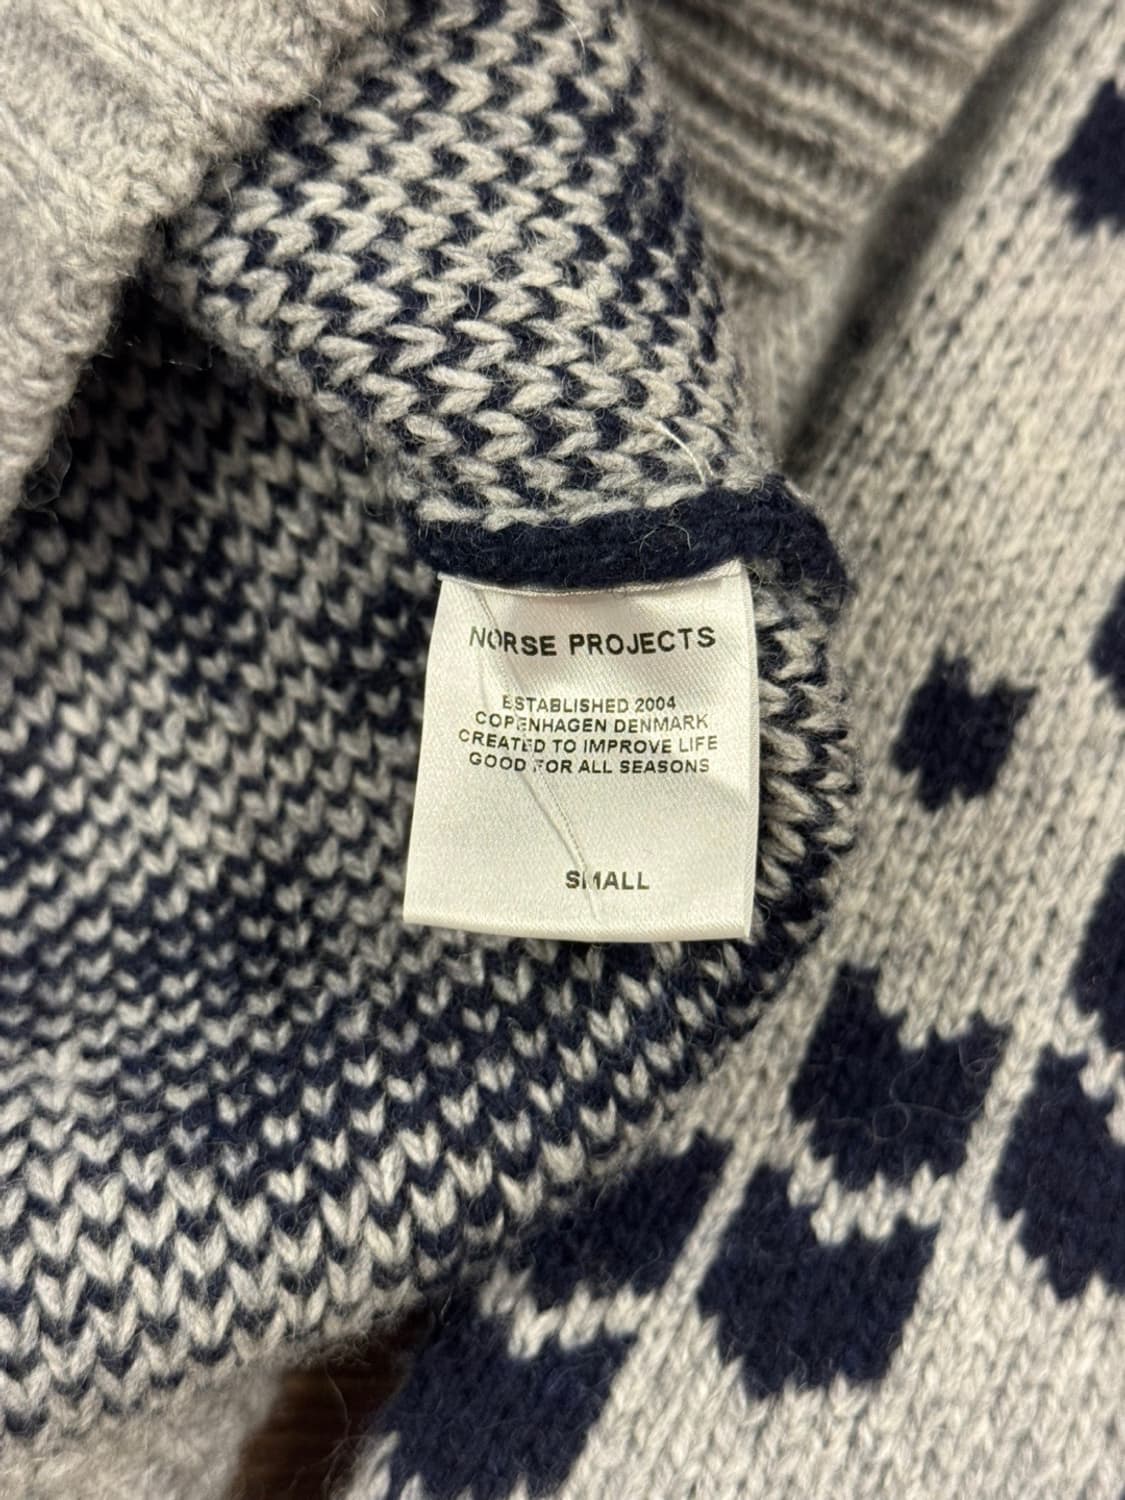 NORSE PROJECTS
ESTABLISHED 2004
COPENHAGEN DENMARK
CREATED TO IMPROVE LIFE
GOOD FOR ALL SEASONS
SMALL